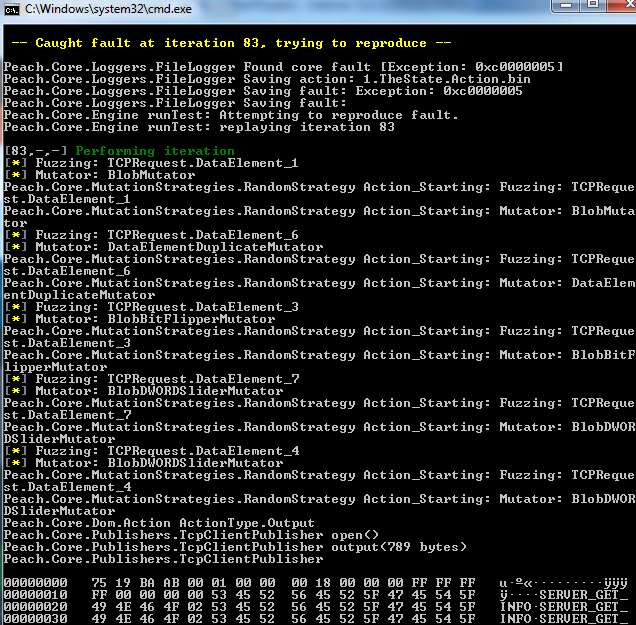 C:\Windows\system32\cmd.exe
-- Caught fault at iteration 83, trying to reproduce --
Peach.Core.Loggers.FileLogger Found core fault [Exception: 0xc0000005]
Peach.Core.Loggers.FileLogger Saving action: 1.TheState.Action.bin
Peach.Core.Loggers.FileLogger Saving fault: Exception: 0xc0000005
Peach.Core.Loggers.FileLogger Saving fault:
Peach.Core.Engine runTest: Attempting to reproduce fault.
Peach.Core.Engine runTest: replaying iteration 83
[83,-,-] Performing iteration
[*] Fuzzing: TCPRequest.DataElement_1
[*] Mutator: BlobMutator
Peach.Core.MutationStrategies.RandomStrategy Action_Starting: Fuzzing: TCPReque
st.DataElement_1
Peach.Core.MutationStrategies.RandomStrategy Action_Starting: Mutator: BlobMuta
tor
[*] Fuzzing: TCPRequest.DataElement_6
[*] Mutator: DataElementDuplicateMutator
Peach.Core.MutationStrategies.RandomStrategy Action_Starting: Fuzzing: TCPReque
st.DataElement_6
Peach.Core.MutationStrategies.RandomStrategy Action_Starting: Mutator: DataElem
entDuplicateMutator
[*] Fuzzing: TCPRequest.DataElement_3
[*] Mutator: BlobBitFlipperMutator
Peach.Core.MutationStrategies.RandomStrategy Action_Starting: Fuzzing: TCPReque
st.DataElement_3
Peach.Core.MutationStrategies.RandomStrategy Action_Starting: Mutator: BlobBitF
lipperMutator
[*] Fuzzing: TCPRequest.DataElement_7
[*] Mutator: BlobDWORDSliderMutator
Peach.Core.MutationStrategies.RandomStrategy Action_Starting: Fuzzing: TCPReque
st.DataElement_7
Peach.Core.MutationStrategies.RandomStrategy Action_Starting: Mutator: BlobDWOR
DSliderMutator
[*] Fuzzing: TCPRequest.DataElement_4
[*] Mutator: BlobDWORDSliderMutator
Peach.Core.MutationStrategies.RandomStrategy Action_Starting: Fuzzing: TCPReque
st.DataElement_4
Peach.Core.MutationStrategies.RandomStrategy Action_Starting: Mutator: BlobDWOR
DSliderMutator
Peach.Core.Dom.Action ActionType.Output
Peach.Core.Publishers.TcpClientPublisher open()
Peach.Core.Publishers.TcpClientPublisher output(789 bytes)
Peach.Core.Publishers.TcpClientPublisher
00000000 75 19 BA AB 00 01 00 00 00 18 00 00 00 FF FF FF u·º«·········ÿÿÿ
00000010 FF 00 00 00 00 53 45 52 56 45 52 5F 47 45 54 5F ÿ····SERVER_GET_
00000020 49 4E 46 4F 02 53 45 52 56 45 52 5F 47 45 54 5F INFO·SERVER_GET_
00000030 49 4E 46 4F 02 53 45 52 56 45 52 5F 47 45 54 5F INFO·SERVER_GET_